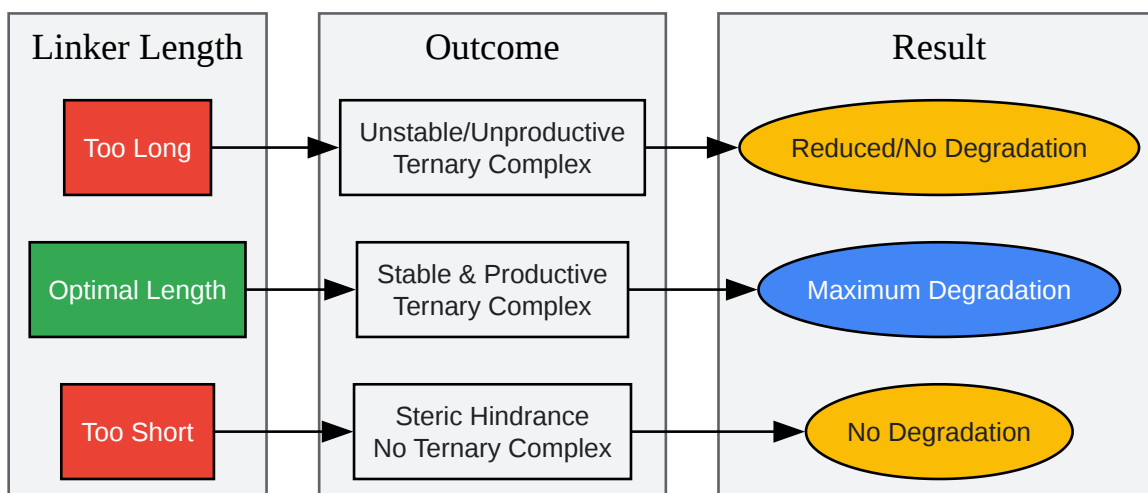 Linker Length
Outcome
Result
Too Long
Unstable/Unproductive
Ternary Complex
Reduced/No Degradation
Optimal Length
Stable & Productive
Ternary Complex
Maximum Degradation
Too Short
Steric Hindrance
No Ternary Complex
No Degradation